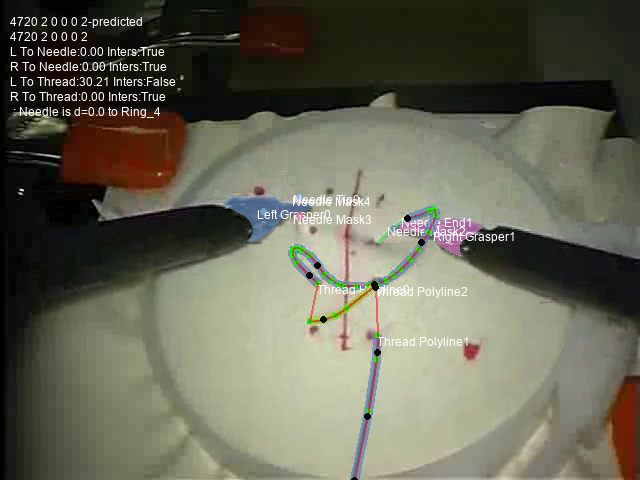 4720 2 0 0 0 2-predicted
4720 2 0 0 0 2
L To Needle:0.00 Inters:True
R To Needle:0.00 Inters:True
L To Thread:30.21 Inters:False
R To Thread:0.00 Inters:True
: Needle is d=0.0 to Ring_4
Needle Mask4
Left Grasper0
Needle Mask3
End1
Right Grasper1
Thread Polyline2
Thread Polyline1